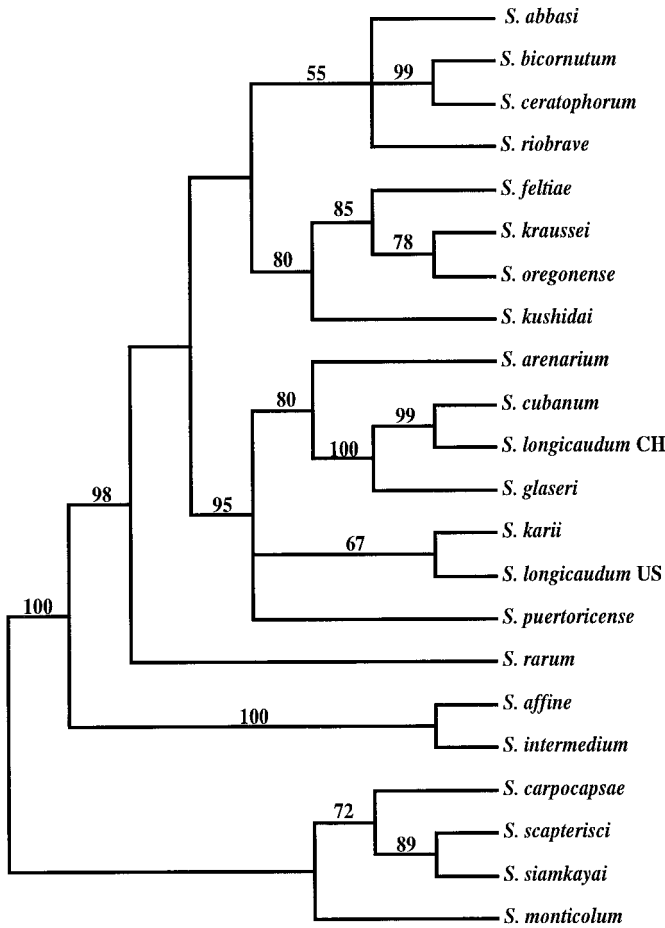 S. abbasi
55
99
S. bicornutum
S. ceratophorum
S. riobrave
S. feltiae
85
78
S. kraussei
80
S. oregonense
S. kushidai
S. arenarium
80
99
S. cubanum
100
S. longicaudum CH
S. glaseri
98
95
S. karii
67
S. longicaudum US
100
S. puertoricense
S. rarum
S. affine
100
S. intermedium
S. carpocapsae
72
S. scapterisci
89
S. siamkayai
S. monticolum